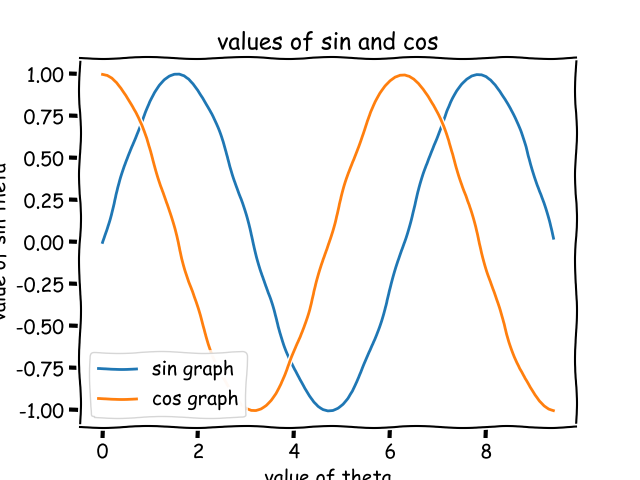 values of sin and cos
1.00
0.75
0.50
0.25
0.00
-0.25
-0.50
-0.75
-1.00
value of sin theta
sin graph
cos graph
0 2 4 6 8
value of theta